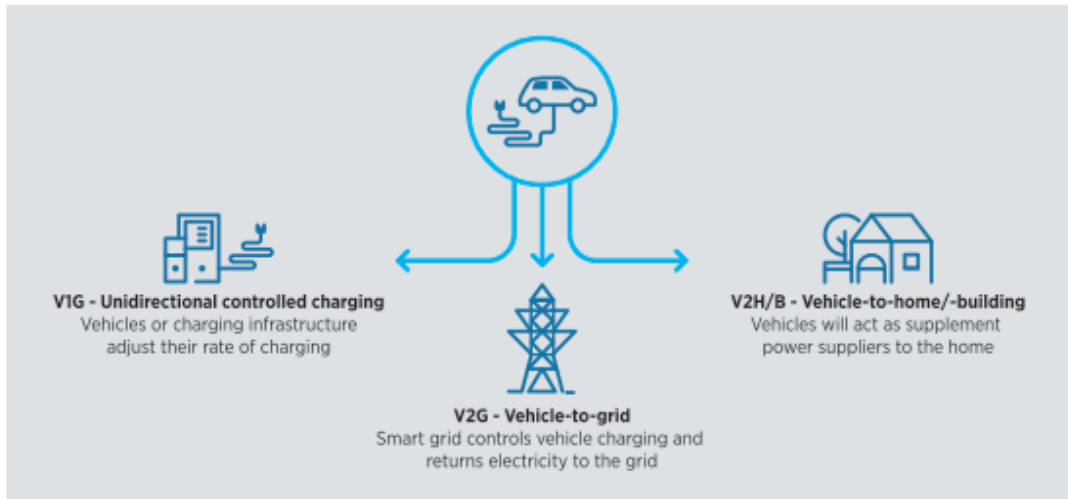 V1G - Unidirectional controlled charging
Vehicles or charging infrastructure
adjust their rate of charging
V2G - Vehicle-to-grid
Smart grid controls vehicle charging and
returns electricity to the grid
V2H/B - Vehicle-to-home/-building
Vehicles will act as supplement
power suppliers to the home